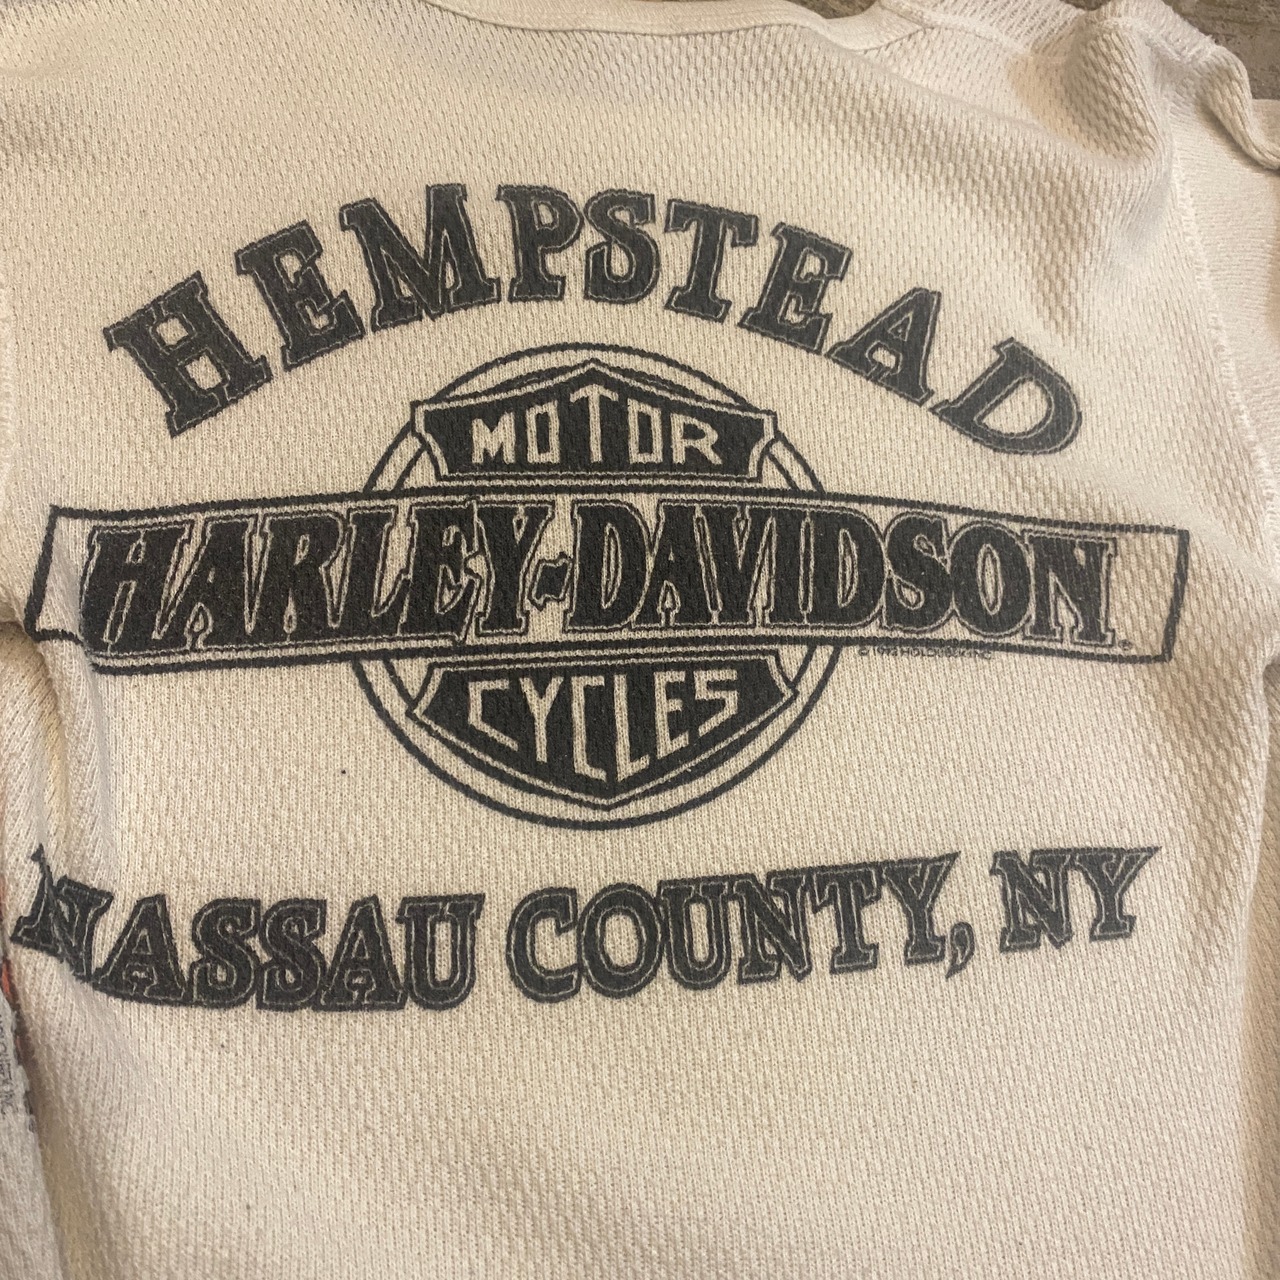 HEMPSTEAD
MOTOR
HARLEY-DAVIDSON
CYCLES
NASSAU COUNTY, NY